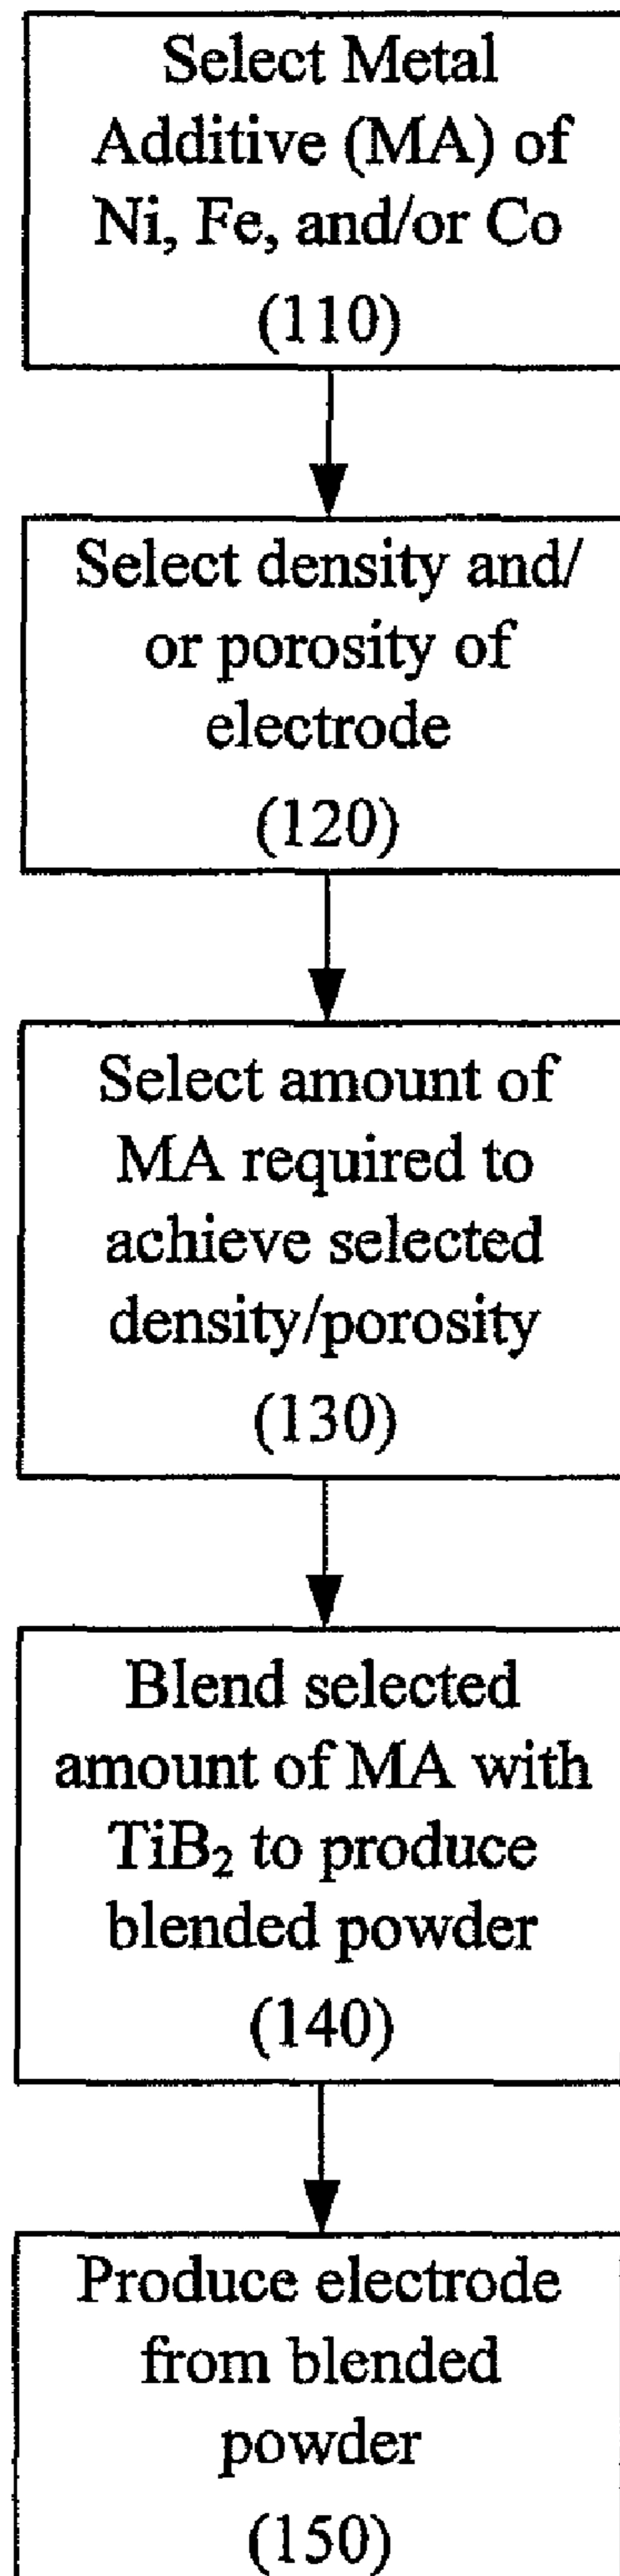 Select Metal
Additive (MA) of
Ni, Fe, and/or Co
(110)
Select density and/
or porosity of
electrode
(120)
Select amount of
MA required to
achieve selected
density/porosity
(130)
Blend selected
amount of MA with
TiB₂ to produce
blended powder
(140)
Produce electrode
from blended
powder
(150)